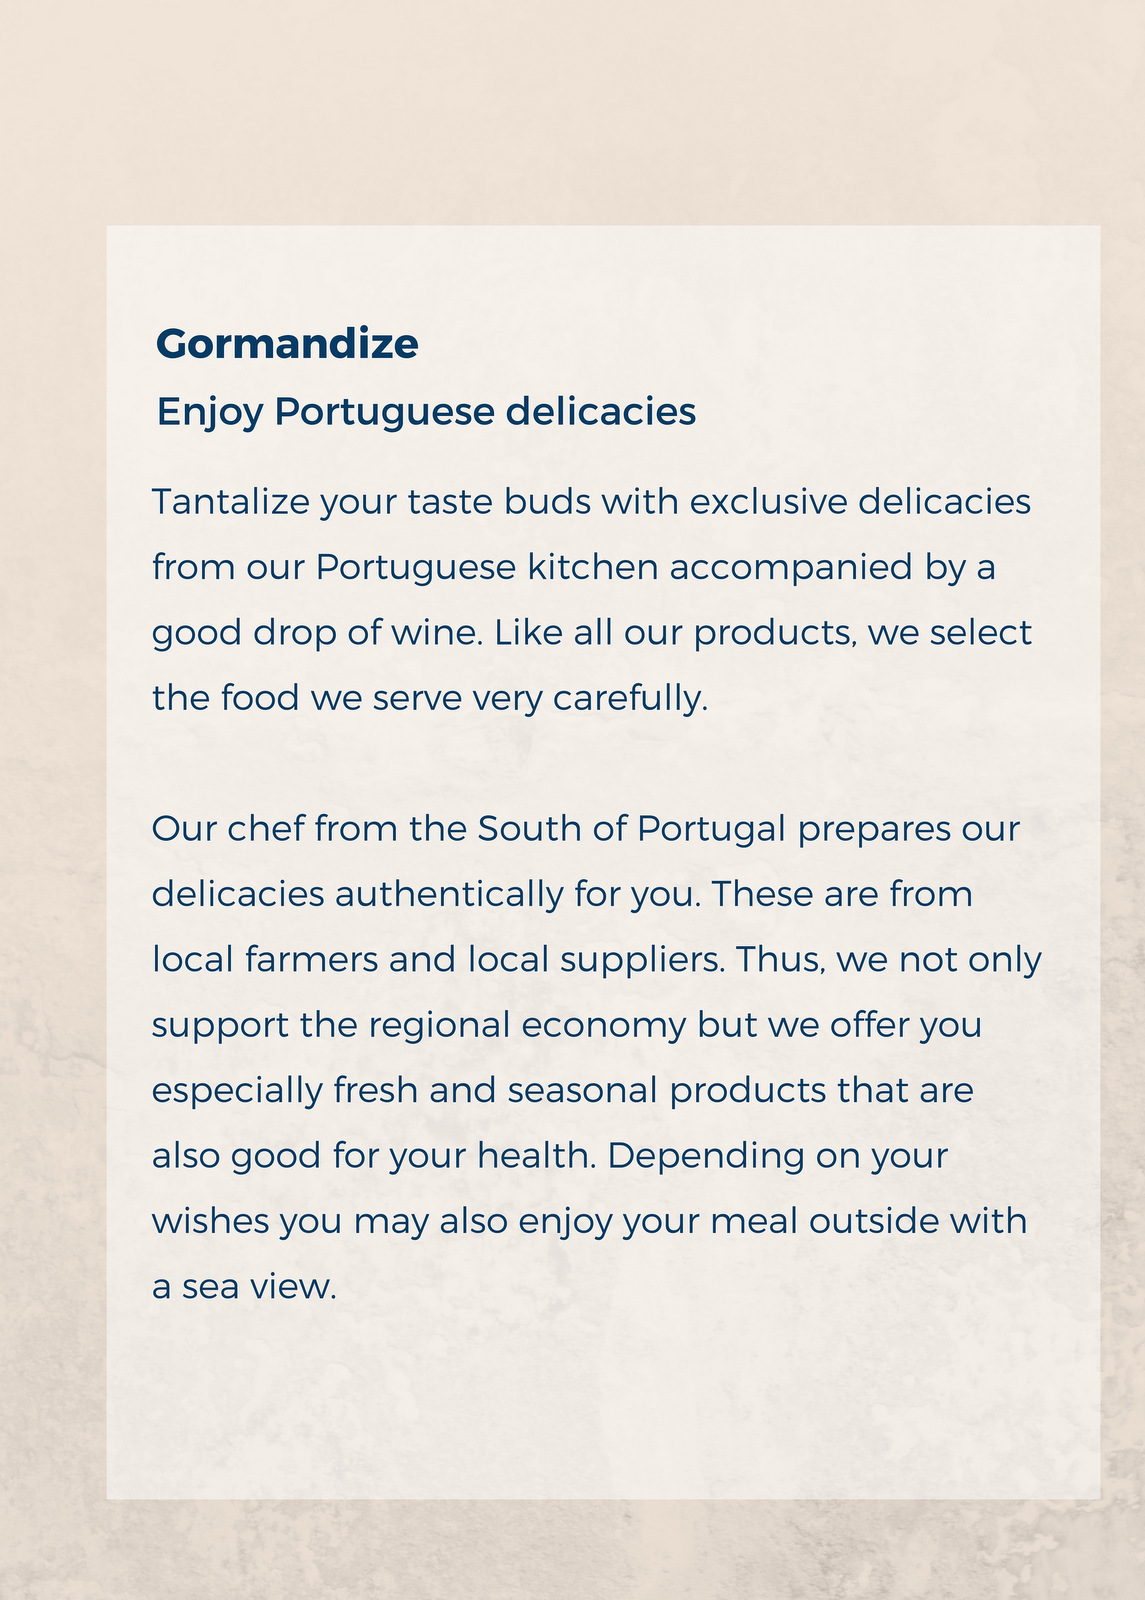 Gormandize
Enjoy Portuguese delicacies
Tantalize your taste buds with exclusive delicacies
from our Portuguese kitchen accompanied by a
good drop of wine. Like all our products, we select
the food we serve very carefully.
Our chef from the South of Portugal prepares our
delicacies authentically for you. These are from
local farmers and local suppliers. Thus, we not only
support the regional economy but we offer you
especially fresh and seasonal products that are
also good for your health. Depending on your
wishes you may also enjoy your meal outside with
a sea view.